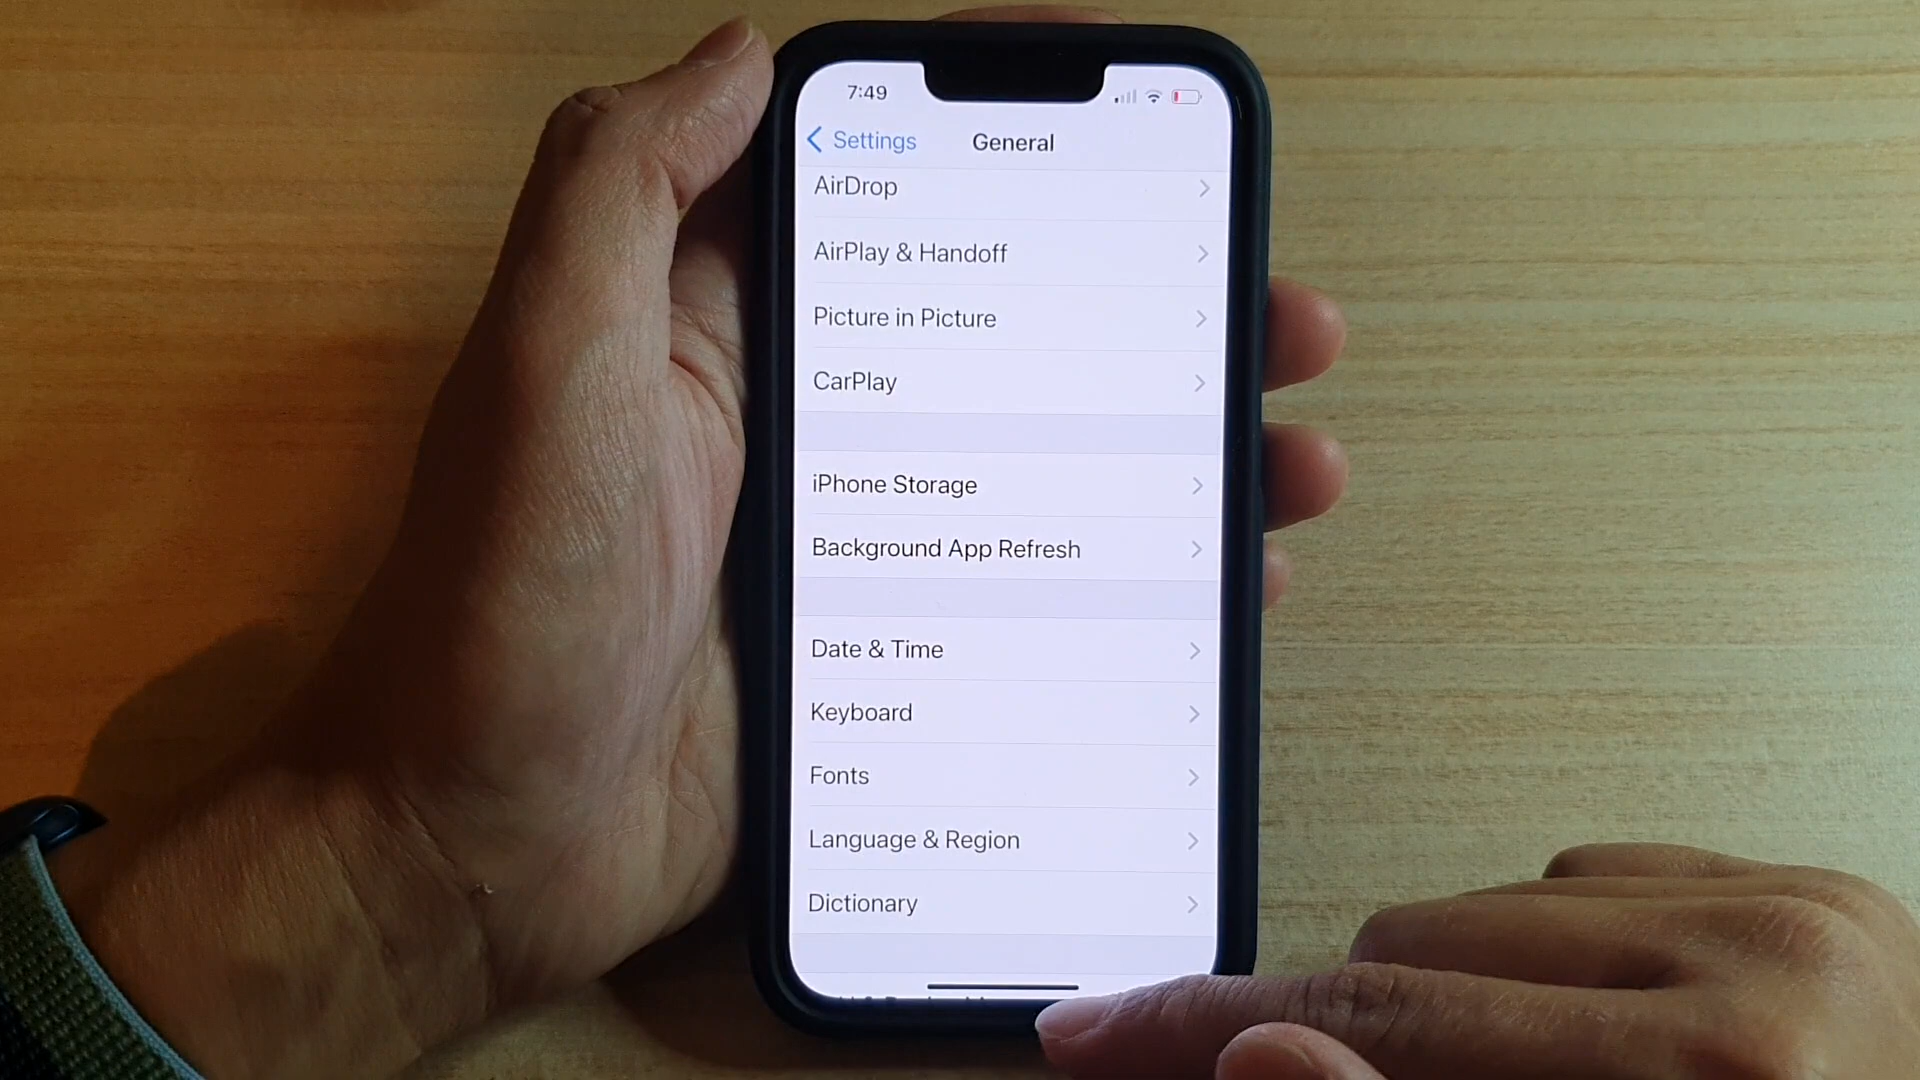 7:49
Settings
General
AirDrop
AirPlay & Handoff
Picture in Picture
CarPlay
iPhone Storage
Background App Refresh
Date & Time
Keyboard
Fonts
Language & Region
Dictionary